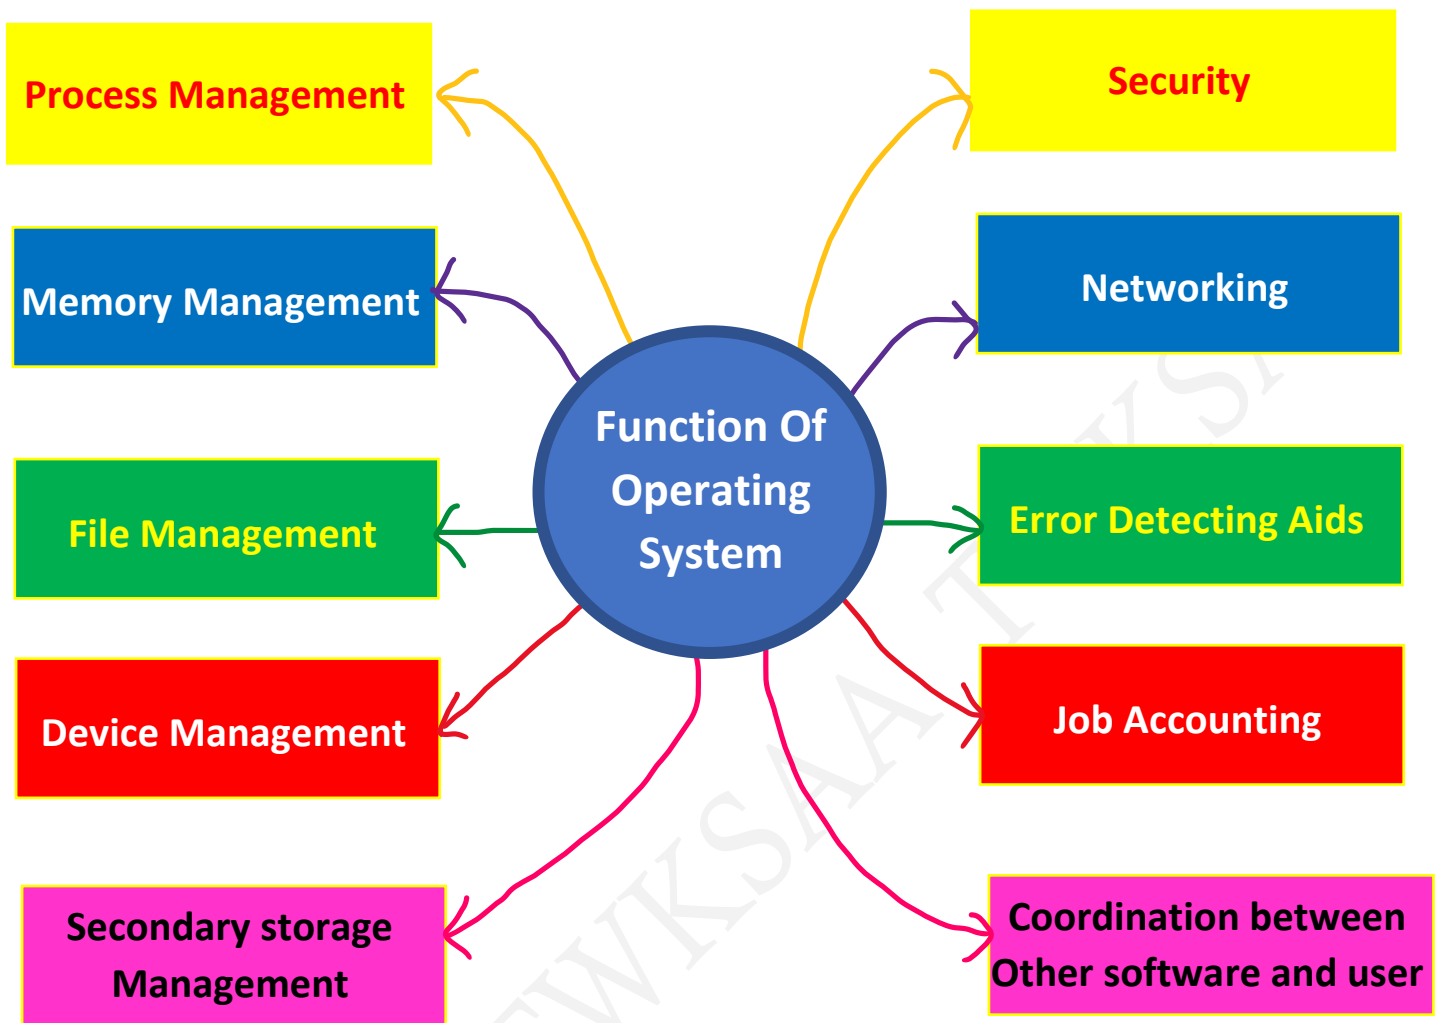 Process Management
Security
Memory Management
Networking
Function Of
Operating
System
File Management
Error Detecting Aids
Device Management
Job Accounting
Secondary storage
Management
Coordination between
Other software and user